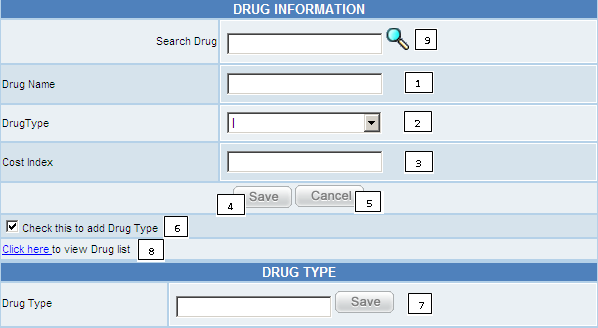 DRUG INFORMATION
Search Drug 9
Drug Name 1
DrugType 2
Cost Index 3
4 Save Cancel 5
Check this to add Drug Type 6
Click here to view Drug list 8
DRUG TYPE
Drug Type Save 7